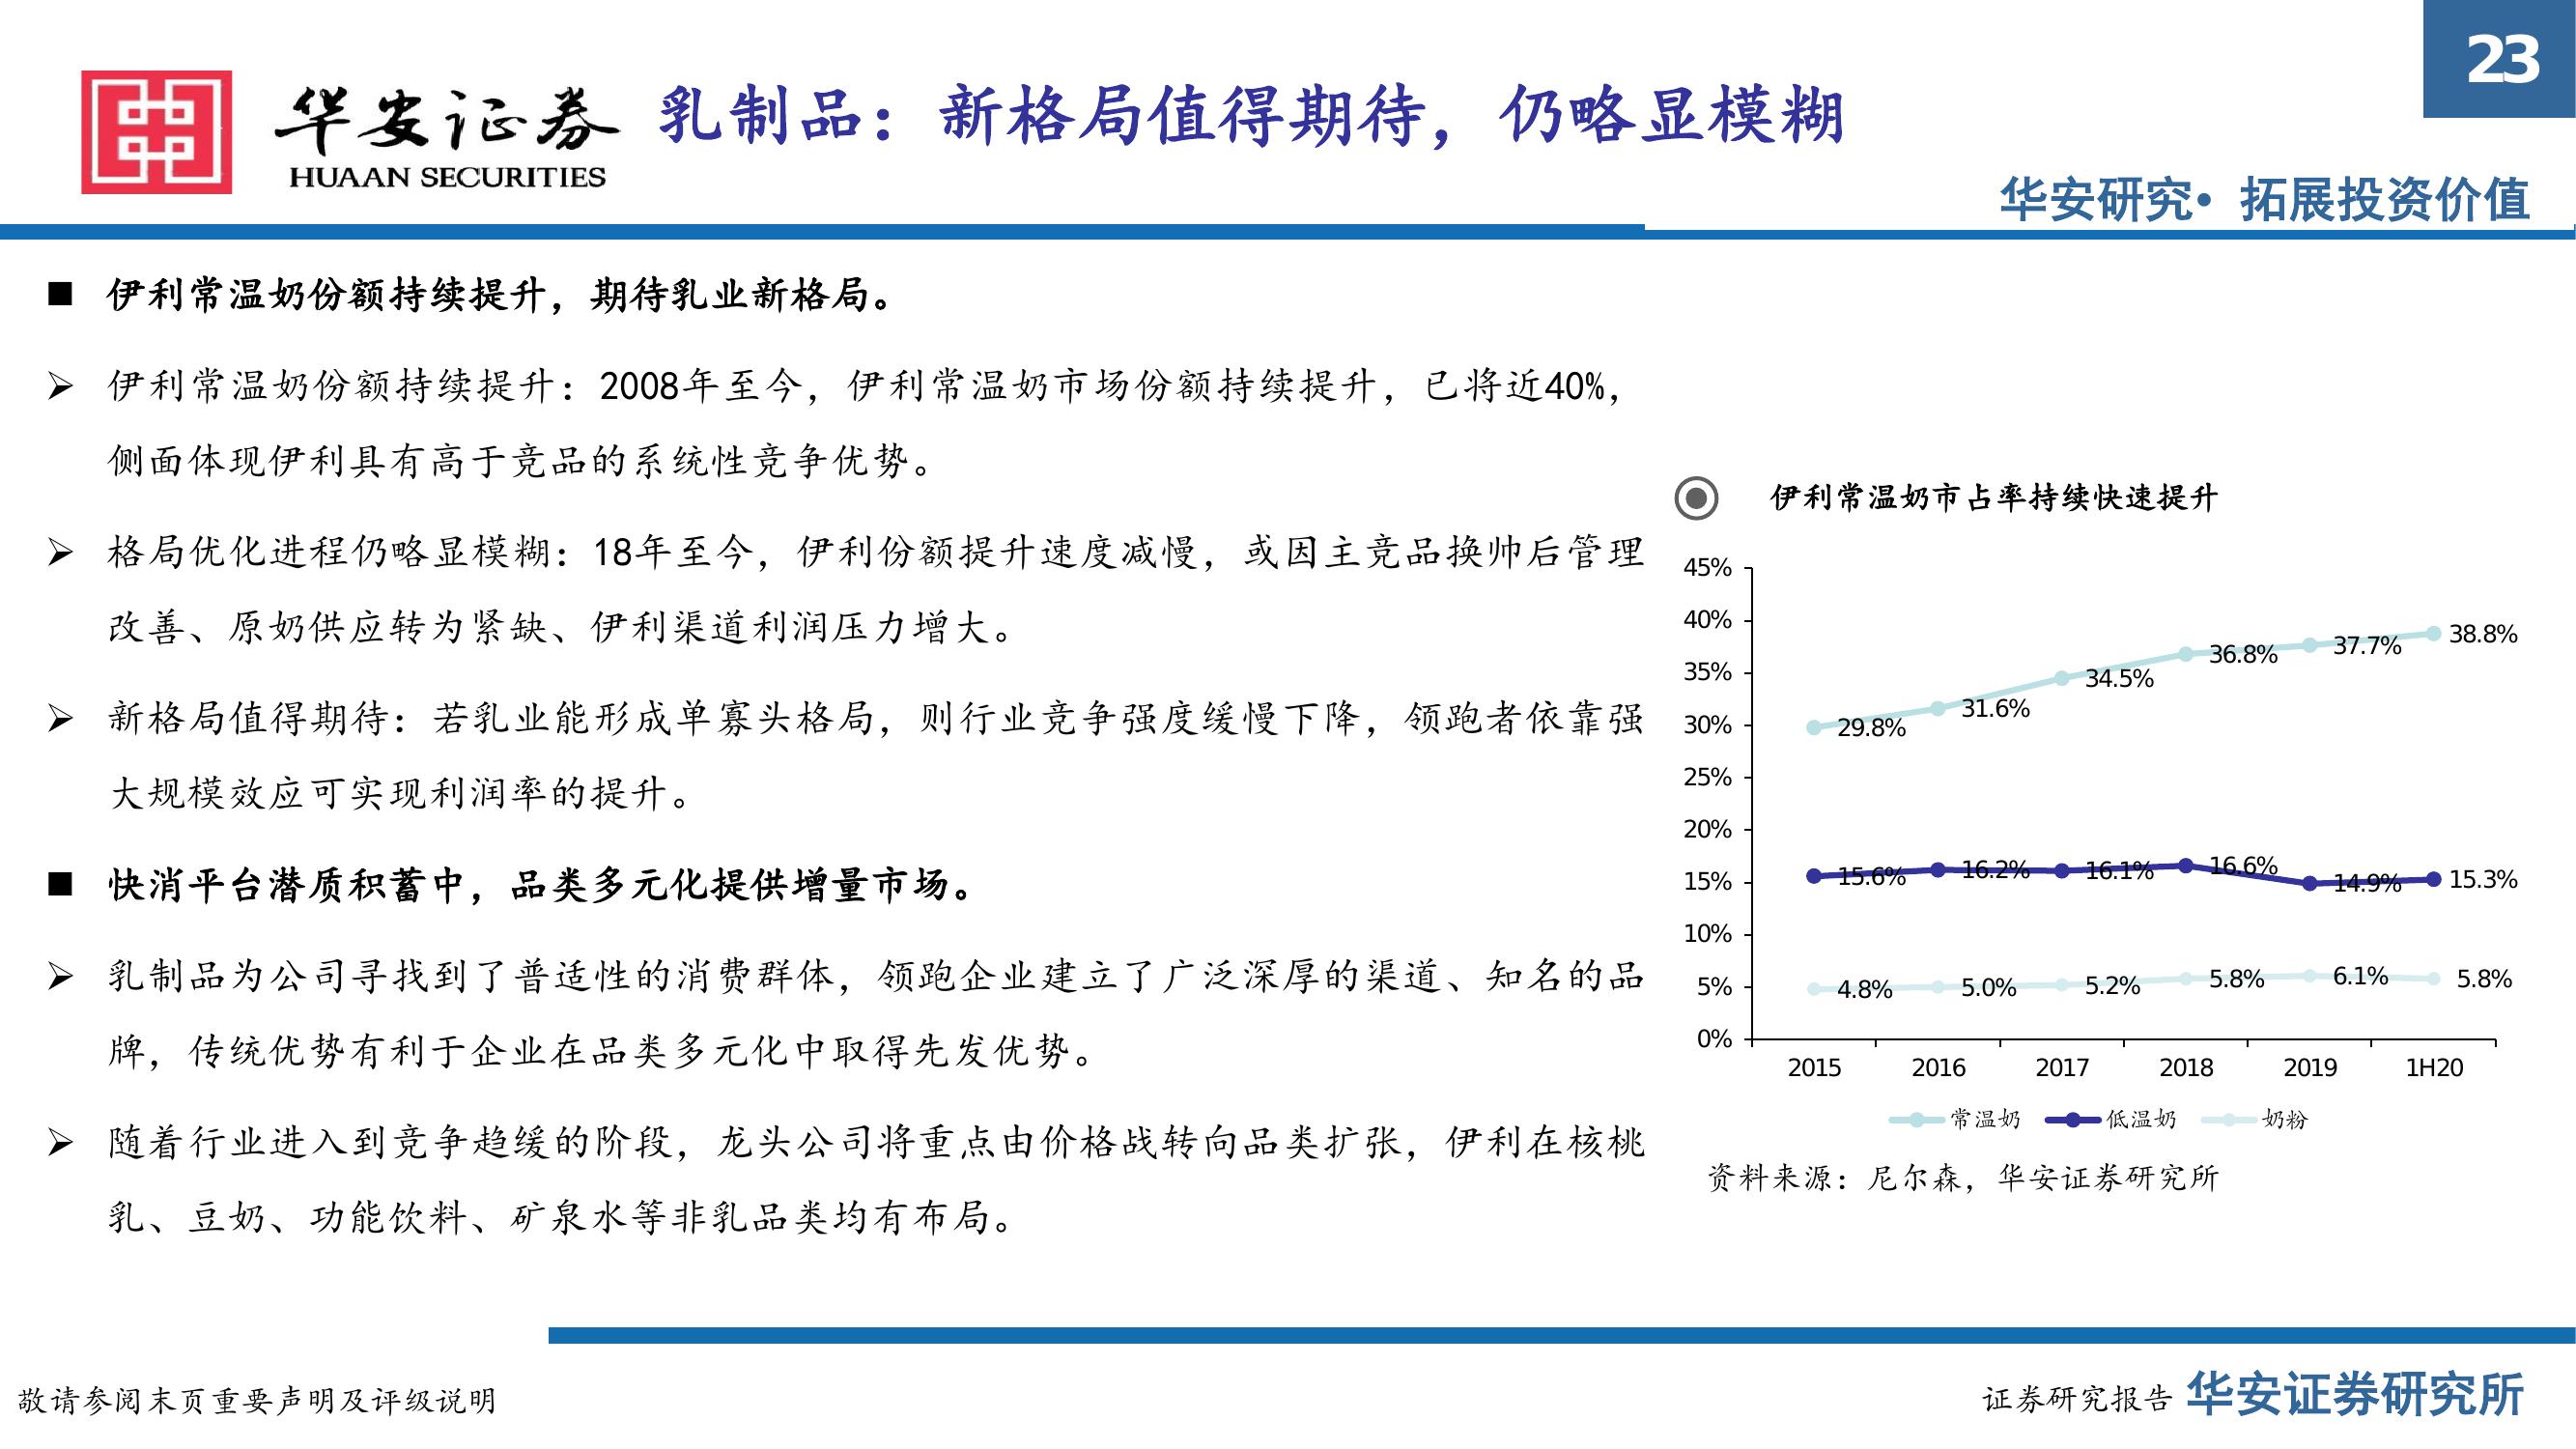 23
华安证券
HUAAN SECURITIES
乳制品：新格局值得期待，仍略显模糊
华安研究• 拓展投资价值
■ 伊利常温奶份额持续提升，期待乳业新格局。
➢ 伊利常温奶份额持续提升：2008年至今，伊利常温奶市场份额持续提升，已将近40%，
侧面体现伊利具有高于竞品的系统性竞争优势。
➢ 格局优化进程仍略显模糊：18年至今，伊利份额提升速度减慢，或因主竞品换帅后管理
改善、原奶供应转为紧缺、伊利渠道利润压力增大。
➢ 新格局值得期待：若乳业能形成单寡头格局，则行业竞争强度缓慢下降，领跑者依靠强
大规模效应可实现利润率的提升。
■ 快消平台潜质积蓄中，品类多元化提供增量市场。
➢ 乳制品为公司寻找到了普适性的消费群体，领跑企业建立了广泛深厚的渠道、知名的品
牌，传统优势有利于企业在品类多元化中取得先发优势。
➢ 随着行业进入到竞争趋缓的阶段，龙头公司将重点由价格战转向品类扩张，伊利在核桃
乳、豆奶、功能饮料、矿泉水等非乳品类均有布局。
伊利常温奶市占率持续快速提升
45%
40%
35%
30%
25%
20%
15%
10%
5%
0%
29.8% 31.6% 34.5% 36.8% 37.7% 38.8%
15.6% 16.2% 16.1% 16.6% 14.9% 15.3%
4.8% 5.0% 5.2% 5.8% 6.1% 5.8%
2015 2016 2017 2018 2019 1H20
常温奶 低温奶 奶粉
资料来源：尼尔森，华安证券研究所
敬请参阅末页重要声明及评级说明
证券研究报告 华安证券研究所